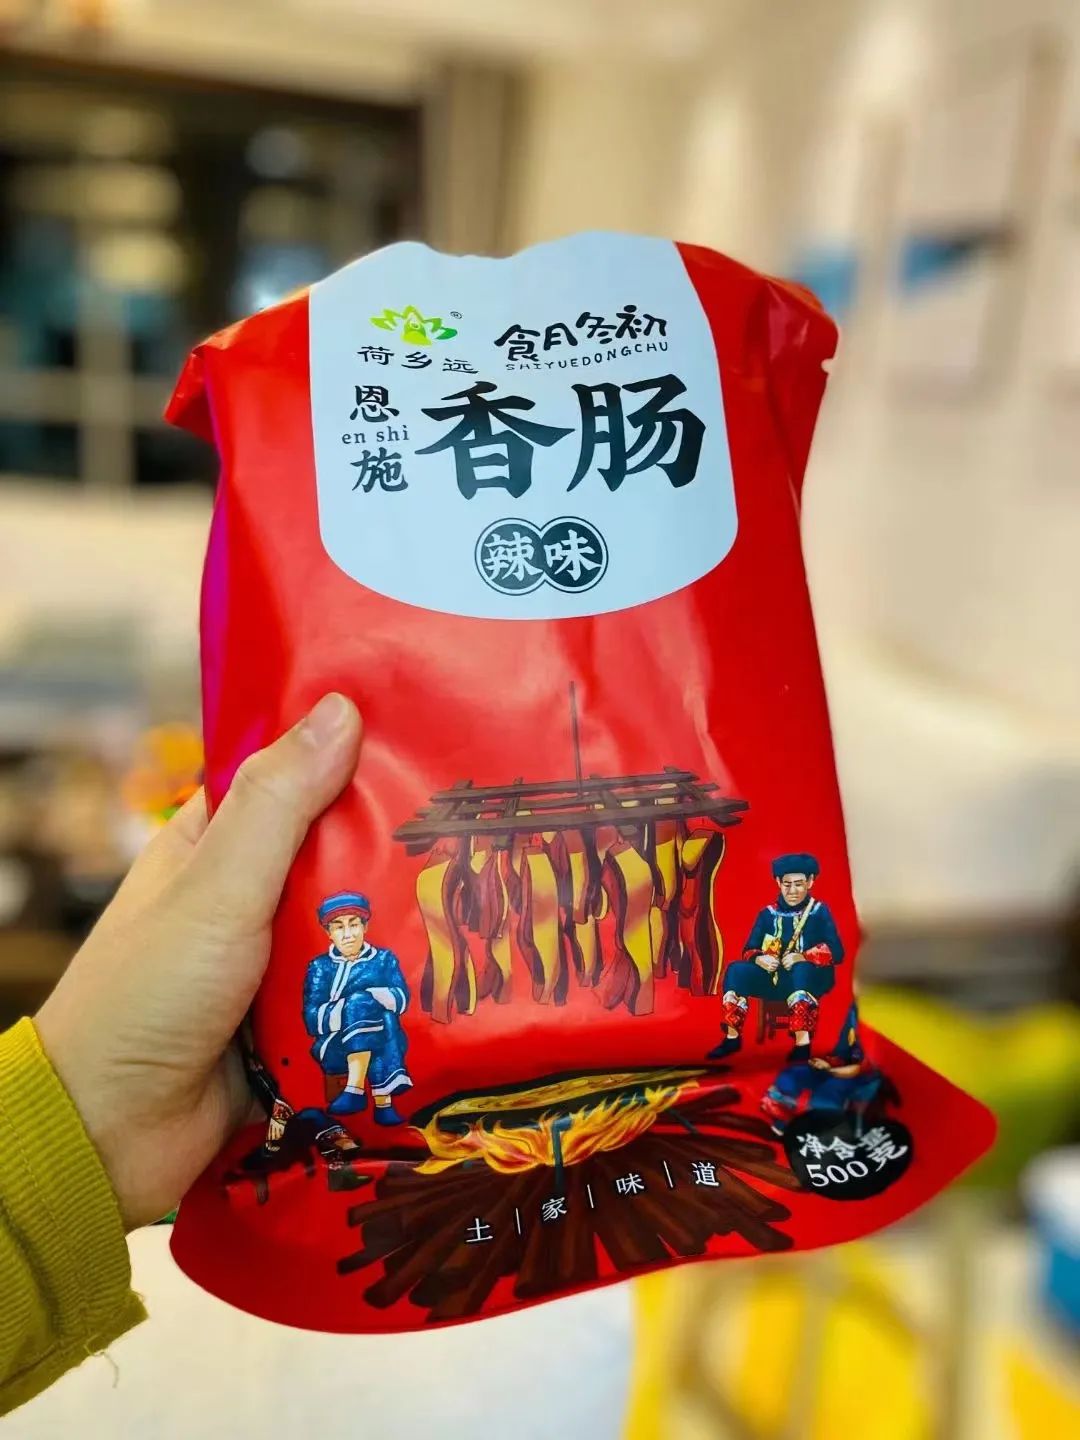 荷乡远®
食月冬初
SHIYUEDONGCHU
恩施
en shi
香肠
辣味
土|家|味|道
净含量
500克